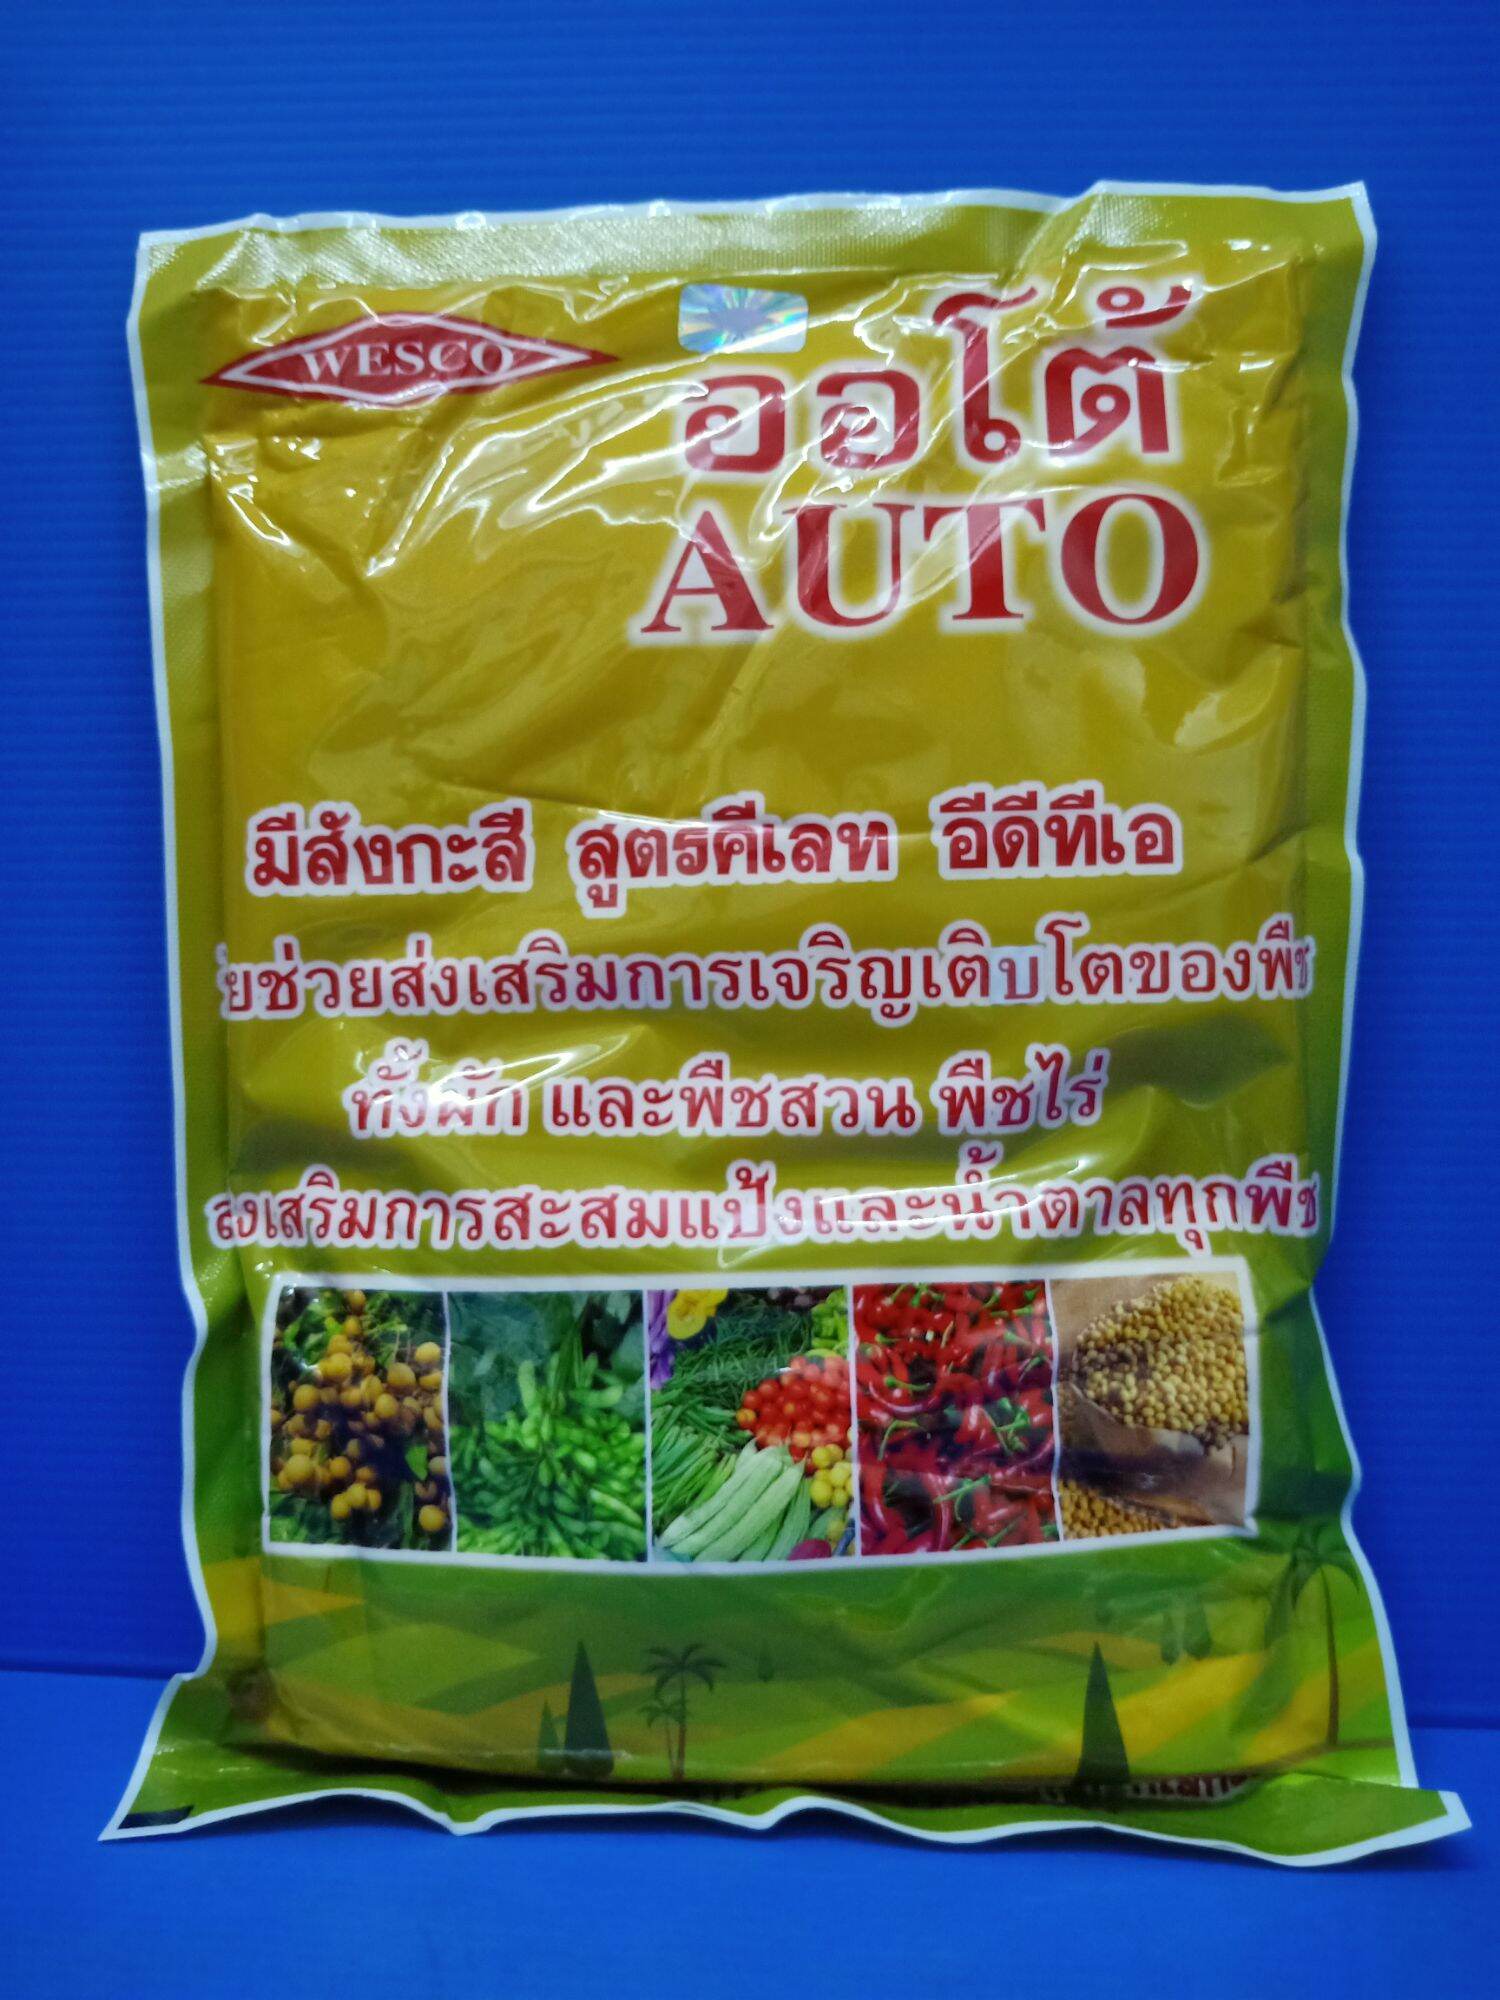 WESCO
ออโต้
AUTO
มีสังกะสี สูตรคีเลท อีดีทีเอ
ช่วยส่งเสริมการเจริญเติบโตของพืช
ทั้งผัก และพืชสวน พืชไร่
ส่งเสริมการสะสมแป้งและน้ำตาลทุกพืช